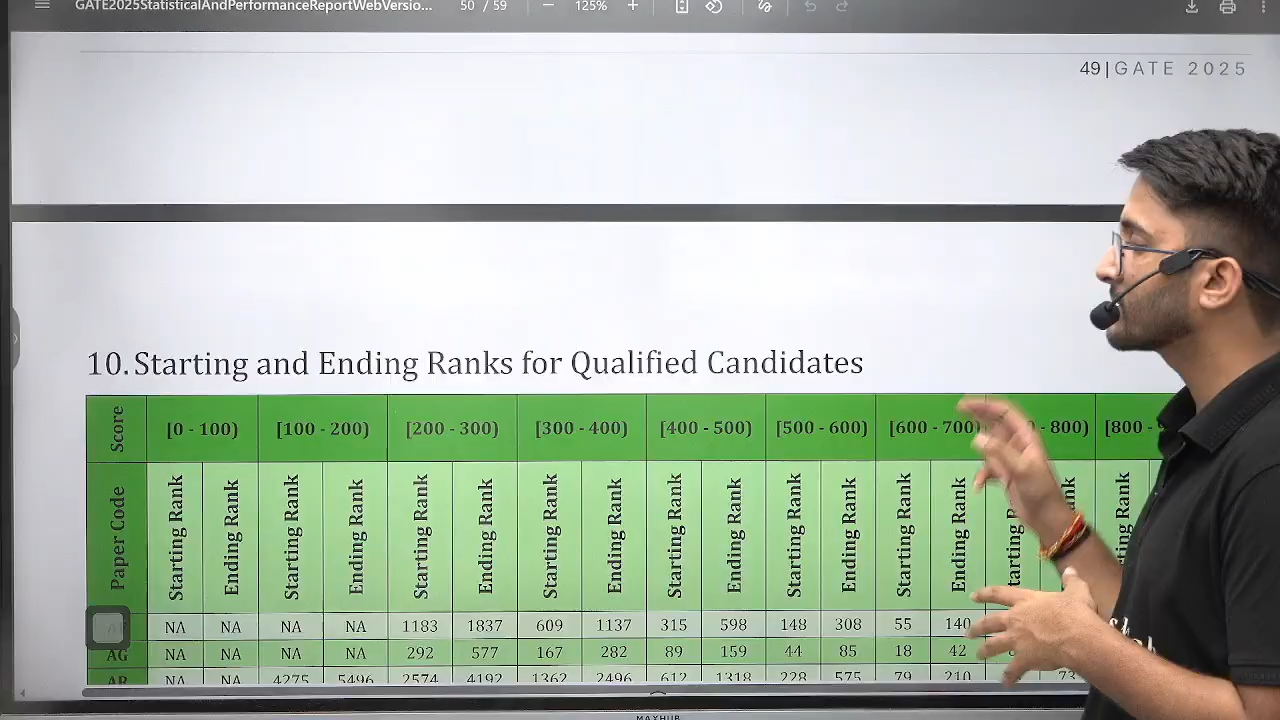 GATE2025StatisticalAndPerformanceReportWebVersio... 50 / 59 125%
49 | GATE 2025
10. Starting and Ending Ranks for Qualified Candidates
Score [0 - 100) [100 - 200) [200 - 300) [300 - 400) [400 - 500) [500 - 600) [600 - 700) - 800) [800 -
Paper Code Starting Rank Ending Rank Starting Rank Ending Rank Starting Rank Ending Rank Starting Rank Ending Rank Starting Rank Ending Rank Starting Rank Ending Rank Starting Rank Ending Rank Starting Rank
NA NA NA NA 1183 1837 609 1137 315 598 148 308 55 140
AG NA NA NA NA 292 577 167 282 89 159 44 85 18 42
AR NA NA 4275 5496 2574 4192 1362 2496 612 1318 228 575 79 210 73
MAXHUB